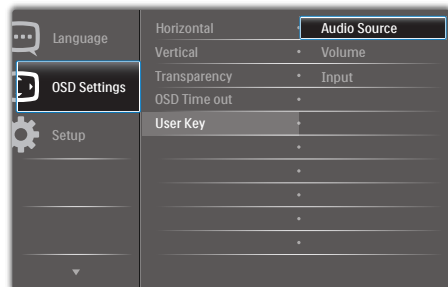 Language
OSD Settings
Setup
Horizontal
Vertical
Transparency
OSD Time out
User Key
Audio Source
Volume
Input